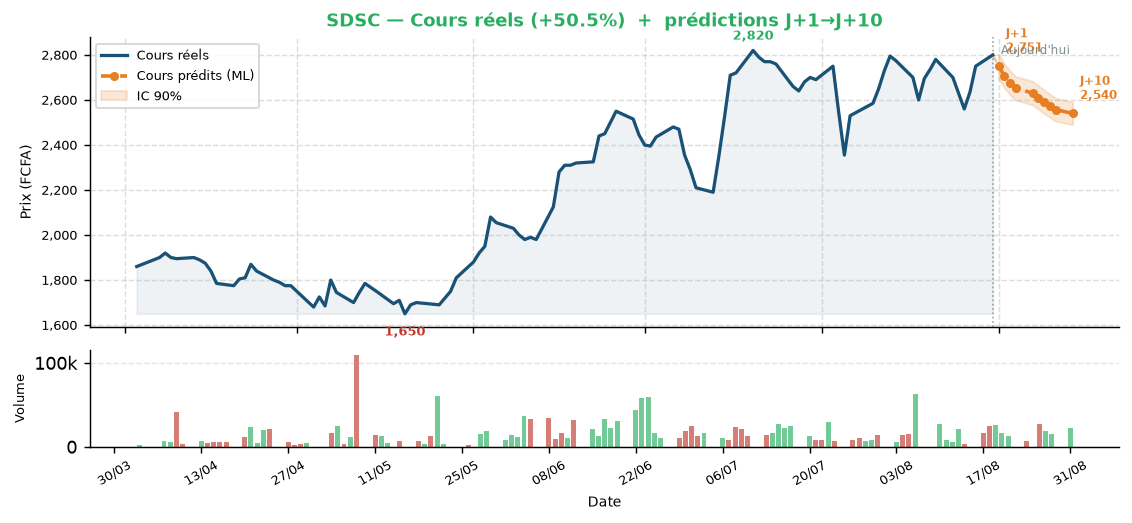 SDSC — Cours réels (+50.5%)  +  prédictions J+1→J+10
2,820
J+1
2,751
Aujourd'hui
J+10
2,540
Cours réels
Cours prédits (ML)
IC 90%
Prix (FCFA)
2,800
2,600
2,400
2,200
2,000
1,800
1,600
1,650
Volume
100k
0
30/03 13/04 27/04 11/05 25/05 08/06 22/06 06/07 20/07 03/08 17/08 31/08
Date